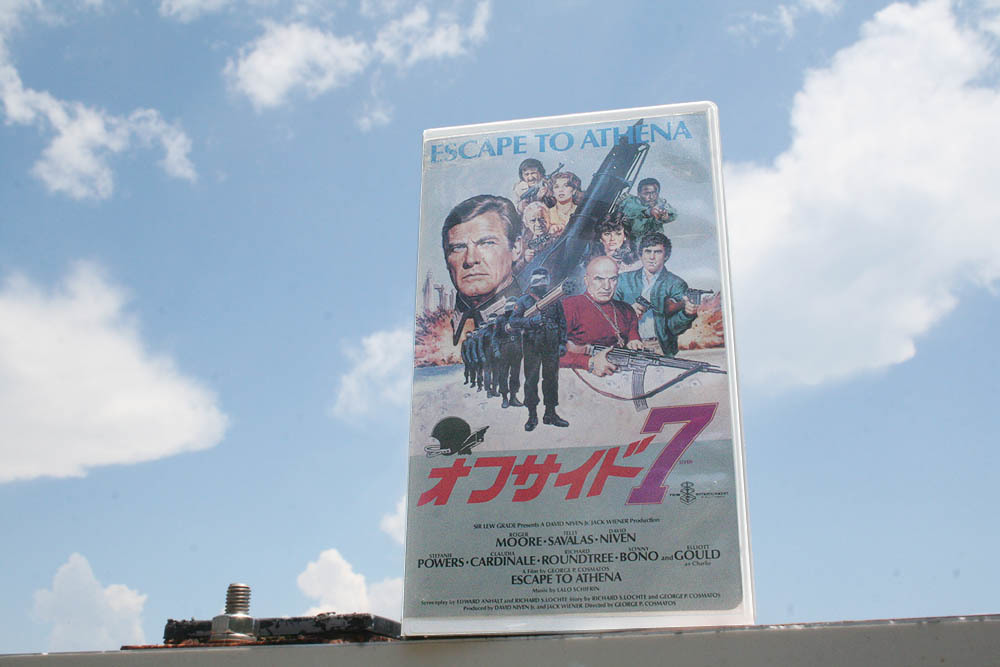 ESCAPE TO ATHENA
オフサイド7
SEVEN
SIR LEW GRADE Presents A DAVID NIVEN Jr. JACK WIENER Production
ROGER MOORE・TELLY SAVALAS・DAVID NIVEN
STEFANIE POWERS・CLAUDIA CARDINALE・RICHARD ROUNDTREE・SONNY BONO and ELLIOTT GOULD
as Charlie
A Film by GEORGE P. COSMATOS
ESCAPE TO ATHENA
Music by LALO SCHIFRIN
Screenplay by EDWARD ANHALT and RICHARD S.LOCHTE Story by RICHARD S.LOCHTE and GEORGE P. COSMATOS
Produced by DAVID NIVEN Jr. and JACK WIENER Directed by GEORGE P. COSMATOS